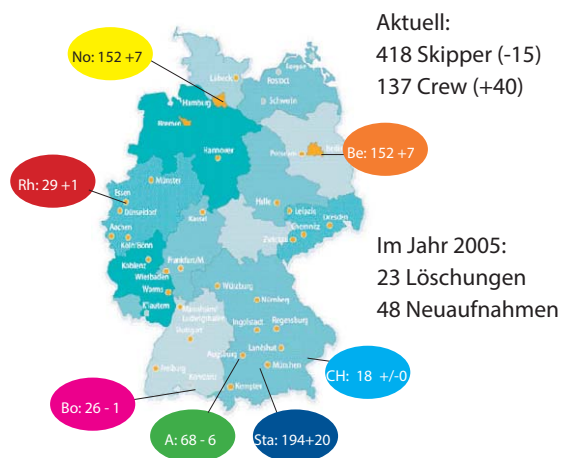 Aktuell:
418 Skipper (-15)
137 Crew (+40)
No: 152 +7
Lübeck
Rostock
Hamburg
Schwerin
Bremen
Hannover
Be: 152 +7
Rh: 29 +1
Münster
Essen
Düsseldorf
Halle
Leipzig
Dresden
Chemnitz
Zwickau
Kassel
Aachen
Köln/Bonn
Koblenz
Frankfurt/M.
Wiesbaden
Worms
K'lautern
Im Jahr 2005:
23 Löschungen
48 Neuaufnahmen
Würzburg
Nürnberg
Mannheim/
Ludwigshafen
Stuttgart
Ingolstadt
Regensburg
Augsburg
Landshut
München
Freiburg
Konstanz
Kempten
CH: 18 +/-0
Bo: 26 - 1
A: 68 - 6
Sta: 194+20